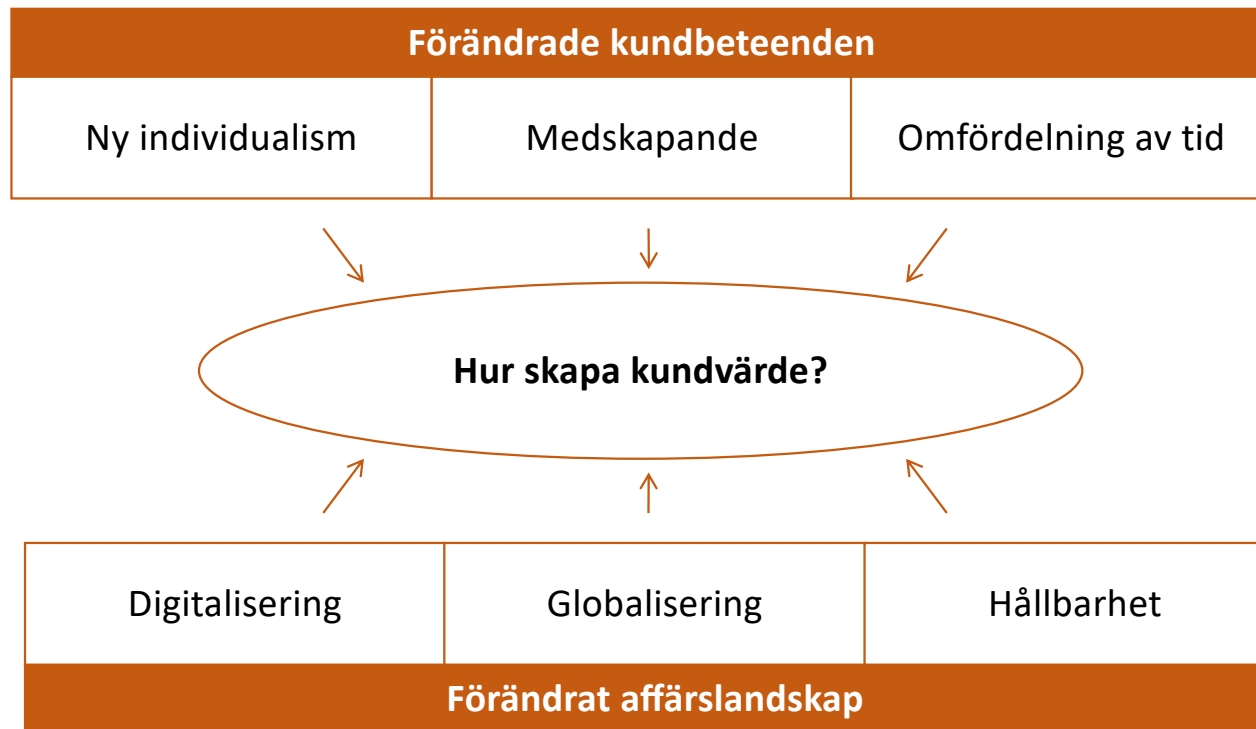 Förändrade kundbeteenden
Ny individualism
Medskapande
Omfördelning av tid
Hur skapa kundvärde?
Digitalisering
Globalisering
Hållbarhet
Förändrat affärslandskap